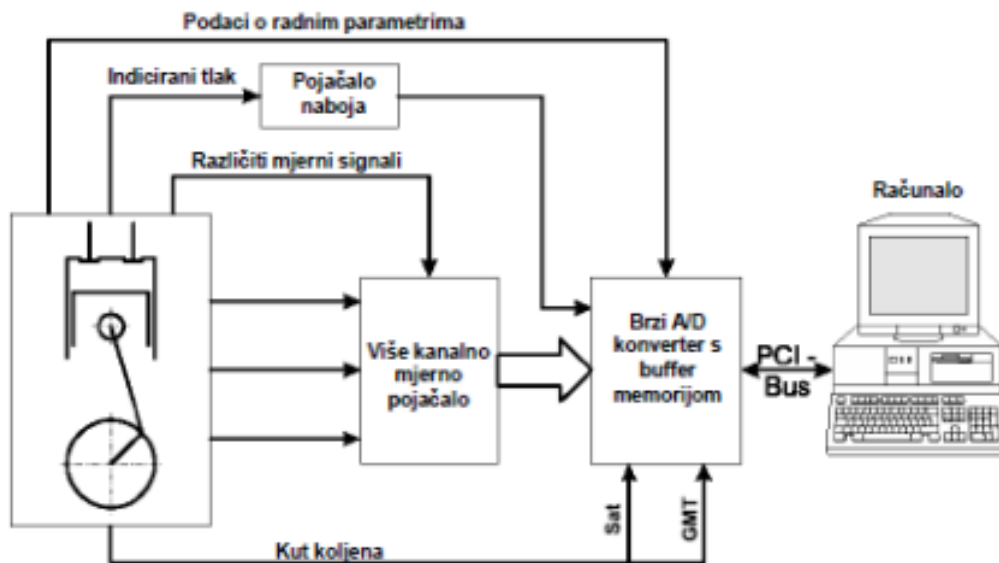 Podaci o radnim parametrima
Indicirani tlak
Pojačalo
naboja
Različiti mjerni signali
Računalo
Više kanalno
mjerno
pojačalo
Brzi A/D
konverter s
buffer
memorijom
PCI -
Bus
Sat
GMT
Kut koljena